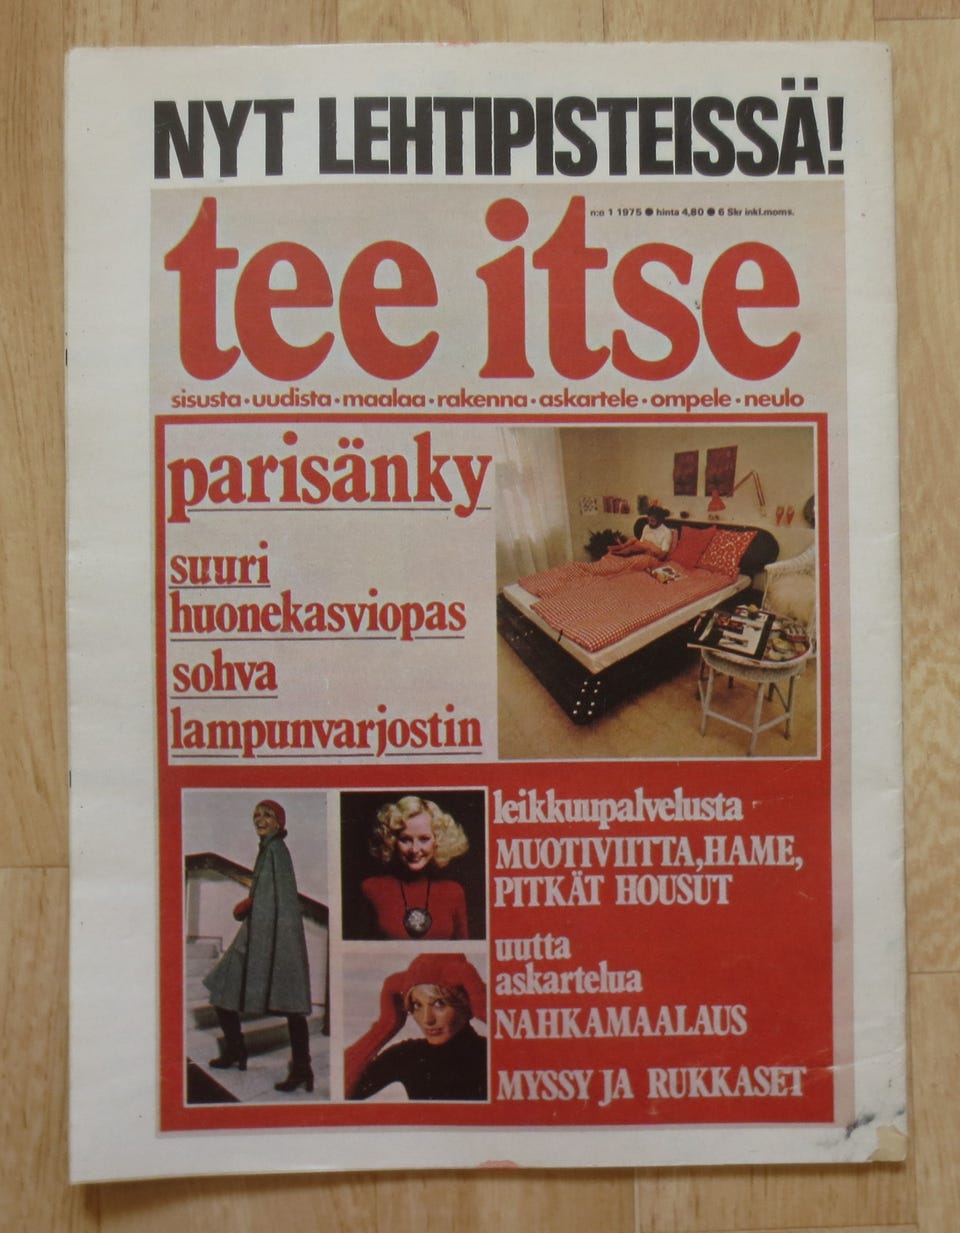 NYT LEHTIPISTEISSÄ!
n:o 1 1975 ● hinta 4,80 ● 6 Skr inkl.moms.
tee itse
sisusta · uudista · maalaa · rakenna · askartele · ompele · neulo
parisänky
suuri
huonekasviopas
sohva
lampunvarjostin
leikkuupalvelusta
MUOTIVIITTA, HAME,
PITKÄT HOUSUT
uutta
askartelua
NAHKAMAALAUS
MYSSY JA RUKKASET